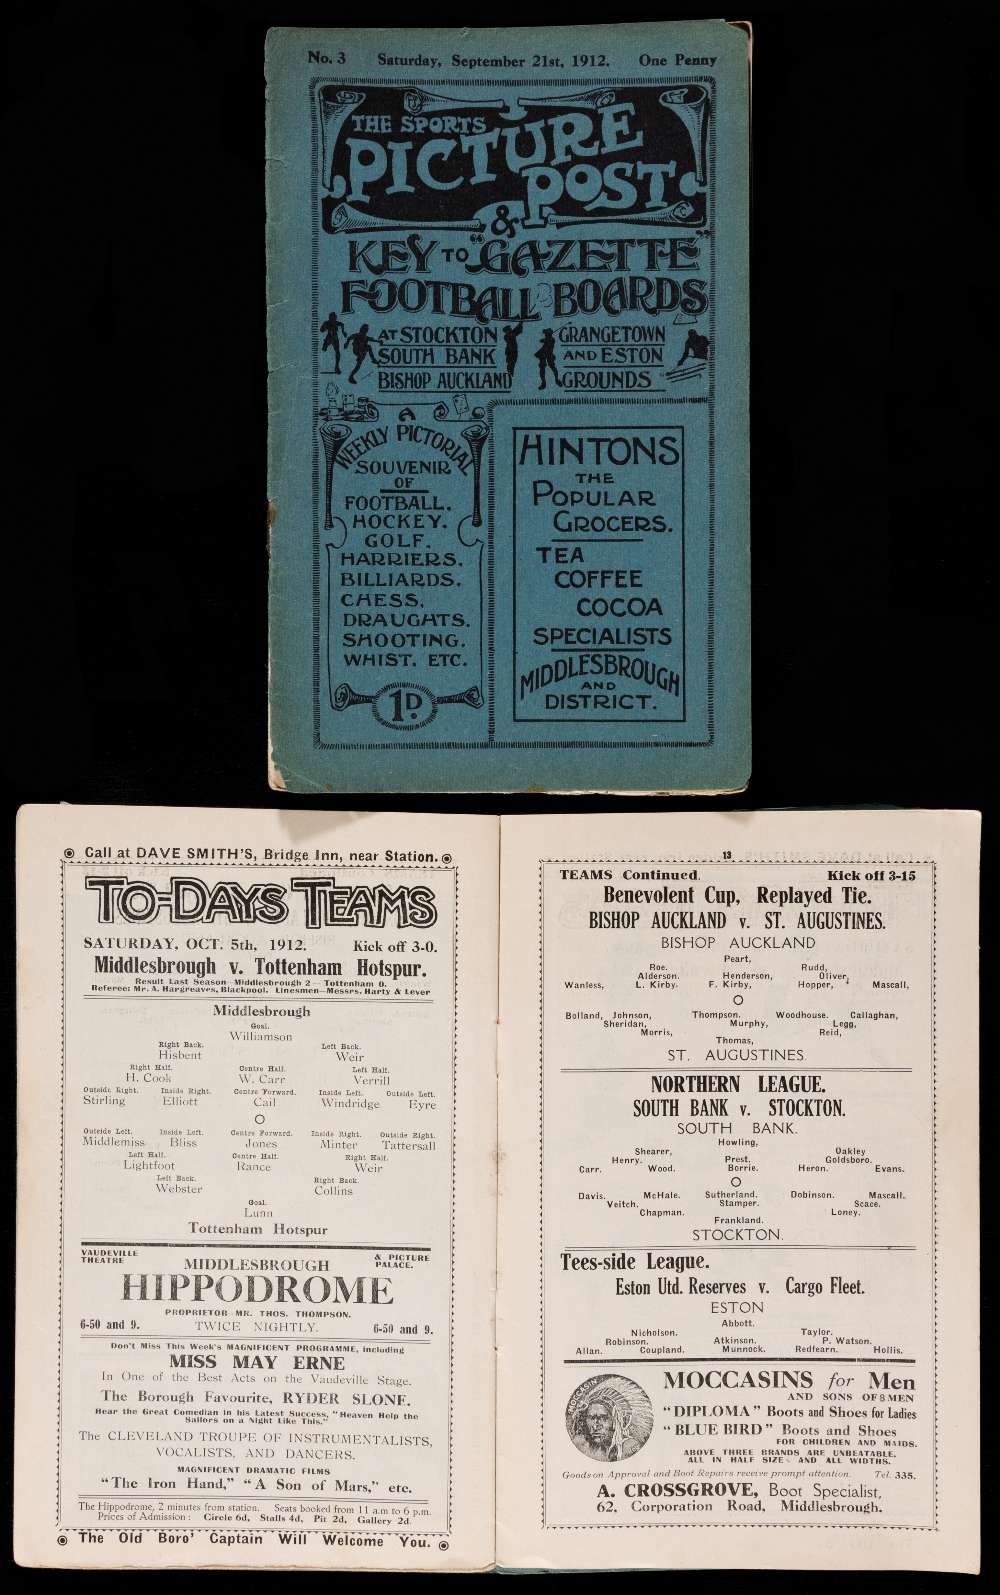 No. 3 Saturday, September 21st, 1912. One Penny
THE SPORTS
PICTURE
POST
&
KEY TO "GAZETTE"
FOOTBALL BOARDS
AT STOCKTON
SOUTH BANK
BISHOP AUCKLAND
GRANGETOWN
AND ESTON
GROUNDS
A
WEEKLY PICTORIAL
SOUVENIR
OF
FOOTBALL.
HOCKEY.
GOLF.
HARRIERS.
BILLIARDS.
CHESS.
DRAUGHTS.
SHOOTING.
WHIST. ETC.
1D.
HINTONS
THE
POPULAR
GROCERS.
TEA
COFFEE
COCOA
SPECIALISTS
MIDDLESBROUGH
AND
DISTRICT.
Call at DAVE SMITH'S, Bridge Inn, near Station.
TO-DAYS TEAMS
SATURDAY, OCT. 5th, 1912. Kick off 3-0.
Middlesbrough v. Tottenham Hotspur.
Result Last Season—Middlesbrough 2—Tottenham 0.
Referee: Mr. A. Hargreaves, Blackpool. Linesmen—Messrs. Harty & Lever
Middlesbrough
Goal.
Williamson
Right Back. Left Back.
Hisbent Weir
Right Half. Centre Half. Left Half.
H. Cook W. Carr Verrill
Outside Right. Inside Right. Centre Forward. Inside Left. Outside Left.
Stirling Elliott Cail Windridge Eyre
O
Outside Left. Inside Left. Centre Forward. Inside Right. Outside Right.
Middlemiss Bliss Jones Minter Tattersall
Left Half. Centre Half. Right Half.
Lightfoot Rance Weir
Left Back. Right Back.
Webster Collins
Goal.
Lunn
Tottenham Hotspur
VAUDEVILLE THEATRE
MIDDLESBROUGH
& PICTURE PALACE.
HIPPODROME
PROPRIETOR—MR. THOS. THOMPSON.
6-50 and 9. TWICE NIGHTLY. 6-50 and 9.
Don't Miss This Week's MAGNIFICENT PROGRAMME, including
MISS MAY ERNE
In One of the Best Acts on the Vaudeville Stage.
The Borough Favourite, RYDER SLONE.
Hear the Great Comedian in his Latest Success, "Heaven Help the
Sailors on a Night Like This."
The CLEVELAND TROUPE OF INSTRUMENTALISTS,
VOCALISTS, AND DANCERS.
MAGNIFICENT DRAMATIC FILMS
"The Iron Hand," "A Son of Mars," etc.
The Hippodrome, 2 minutes from station. Seats booked from 11 a.m to 6 p.m.
Prices of Admission: Circle 6d, Stalls 4d, Pit 2d, Gallery 2d.
The Old Boro' Captain Will Welcome You.
13
TEAMS Continued. Kick off 3-15
Benevolent Cup, Replayed Tie.
BISHOP AUCKLAND v. ST. AUGUSTINES.
BISHOP AUCKLAND
Peart,
Roe. Rudd,
Alderson. Henderson, Oliver,
Wanless, L. Kirby. F. Kirby, Hopper, Mascall,
O
Bolland, Johnson, Thompson. Woodhouse. Callaghan,
Sheridan, Murphy, Legg,
Morris, Reid,
Thomas,
ST. AUGUSTINES.
NORTHERN LEAGUE.
SOUTH BANK v. STOCKTON.
SOUTH BANK.
Howling,
Shearer, Oakley
Henry. Prest. Goldsboro.
Carr. Wood. Borrie. Heron. Evans.
O
Davis. McHale. Sutherland. Dobinson. Mascall.
Veitch. Stamper. Scace.
Chapman. Loney.
Frankland.
STOCKTON.
Tees-side League.
Eston Utd. Reserves v. Cargo Fleet.
ESTON
Abbott.
Nicholson. Taylor.
Robinson. Atkinson. P. Watson.
Allan. Coupland. Munnock. Redfearn. Hollis.
MOCCASIN
MOCCASINS for Men
AND SONS OF MEN
"DIPLOMA" Boots and Shoes for Ladies
"BLUE BIRD" Boots and Shoes
FOR CHILDREN AND MAIDS.
ABOVE THREE BRANDS ARE UNBEATABLE.
ALL IN HALF SIZES AND ALL WIDTHS.
Goods on Approval and Boot Repairs receive prompt attention. Tel. 335.
A. CROSSGROVE, Boot Specialist,
62, Corporation Road, Middlesbrough.